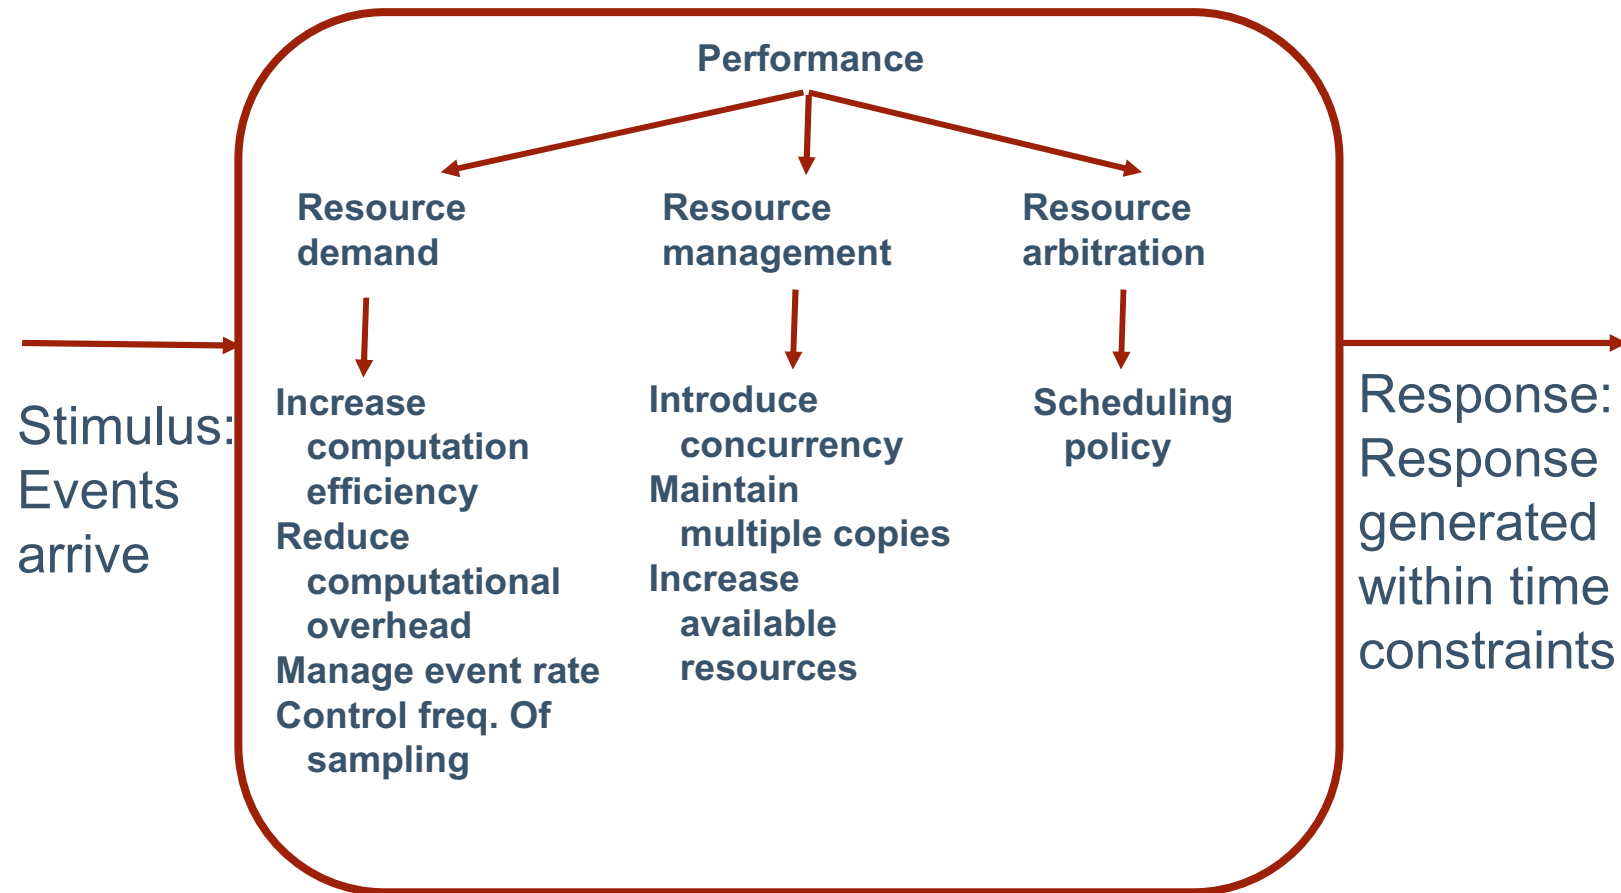 Performance
Resource
demand
Resource
management
Resource
arbitration
Stimulus:
Events
arrive
Increase
computation
efficiency
Reduce
computational
overhead
Manage event rate
Control freq. Of
sampling
Introduce
concurrency
Maintain
multiple copies
Increase
available
resources
Scheduling
policy
Response:
Response
generated
within time
constraints